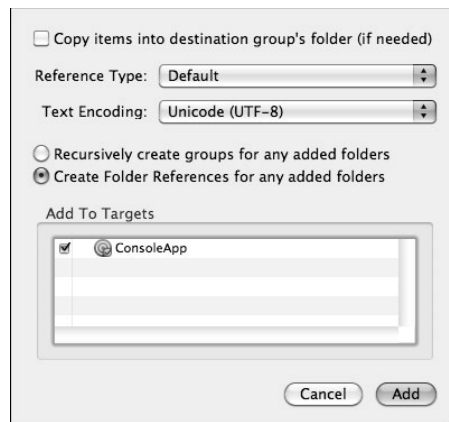 Copy items into destination group's folder (if needed)
Reference Type: Default
Text Encoding: Unicode (UTF-8)
Recursively create groups for any added folders
Create Folder References for any added folders
Add To Targets
ConsoleApp
Cancel Add